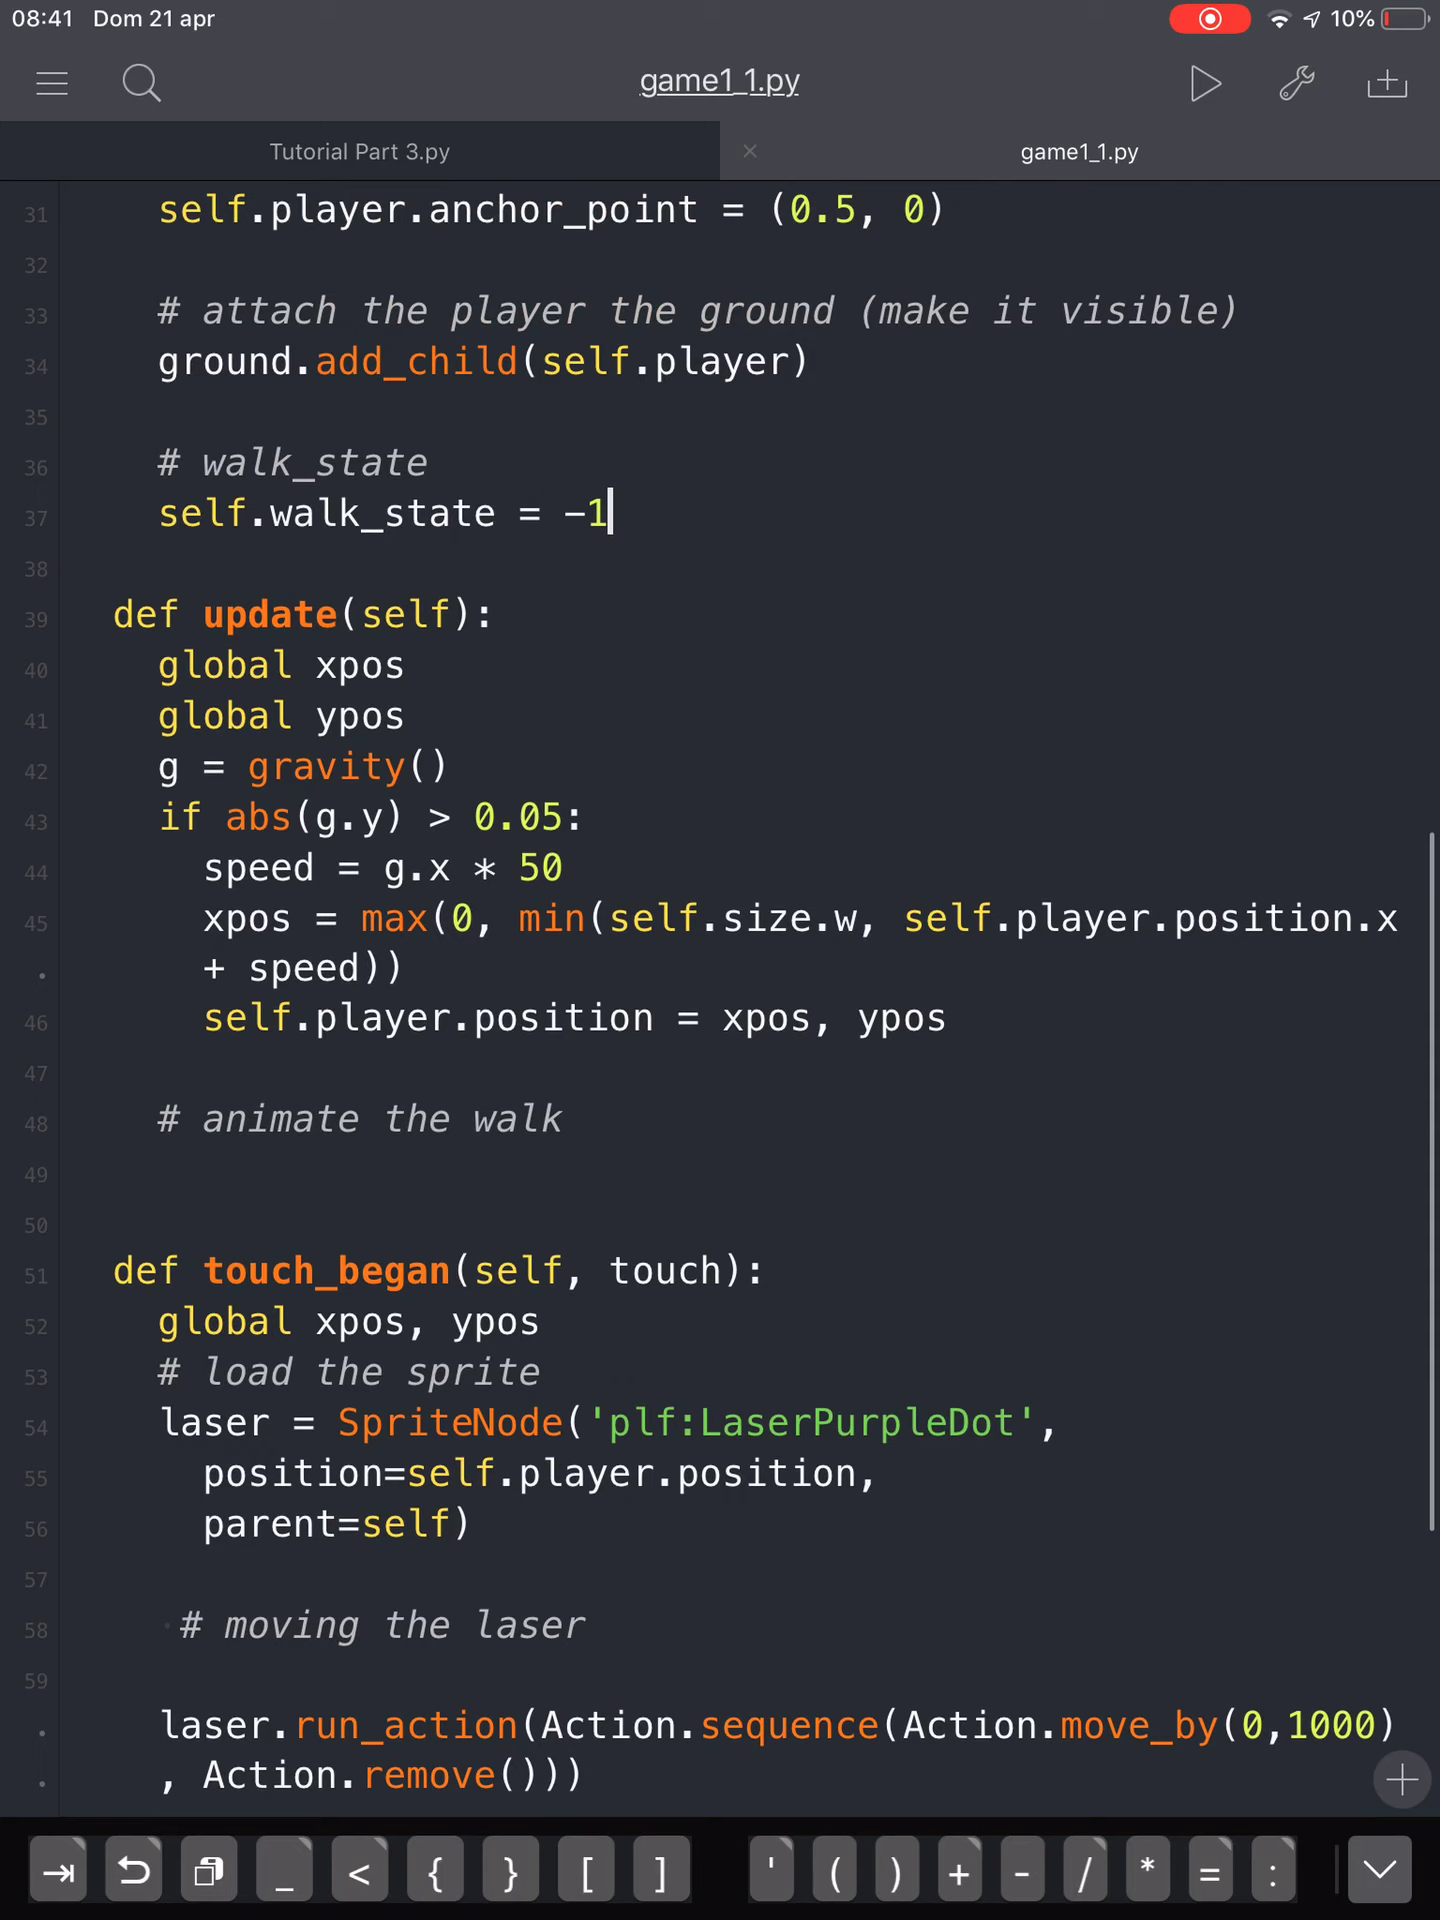 08:41 Dom 21 apr 10%
game1_1.py
Tutorial Part 3.py × game1_1.py
31 self.player.anchor_point = (0.5, 0)
32
33 # attach the player the ground (make it visible)
34 ground.add_child(self.player)
35
36 # walk_state
37 self.walk_state = -1
38
39 def update(self):
40 global xpos
41 global ypos
42 g = gravity()
43 if abs(g.y) > 0.05:
44 speed = g.x * 50
45 xpos = max(0, min(self.size.w, self.player.position.x
+ speed))
46 self.player.position = xpos, ypos
47
48 # animate the walk
49
50
51 def touch_began(self, touch):
52 global xpos, ypos
53 # load the sprite
54 laser = SpriteNode('plf:LaserPurpleDot',
55 position=self.player.position,
56 parent=self)
57
58 # moving the laser
59
laser.run_action(Action.sequence(Action.move_by(0,1000)
, Action.remove()))
_ < { } [ ] ' ( ) + - / * = :